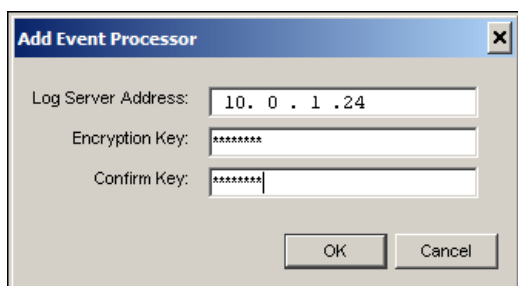 Add Event Processor
Log Server Address: 10. 0 . 1 .24
Encryption Key: ********
Confirm Key: ********
OK Cancel